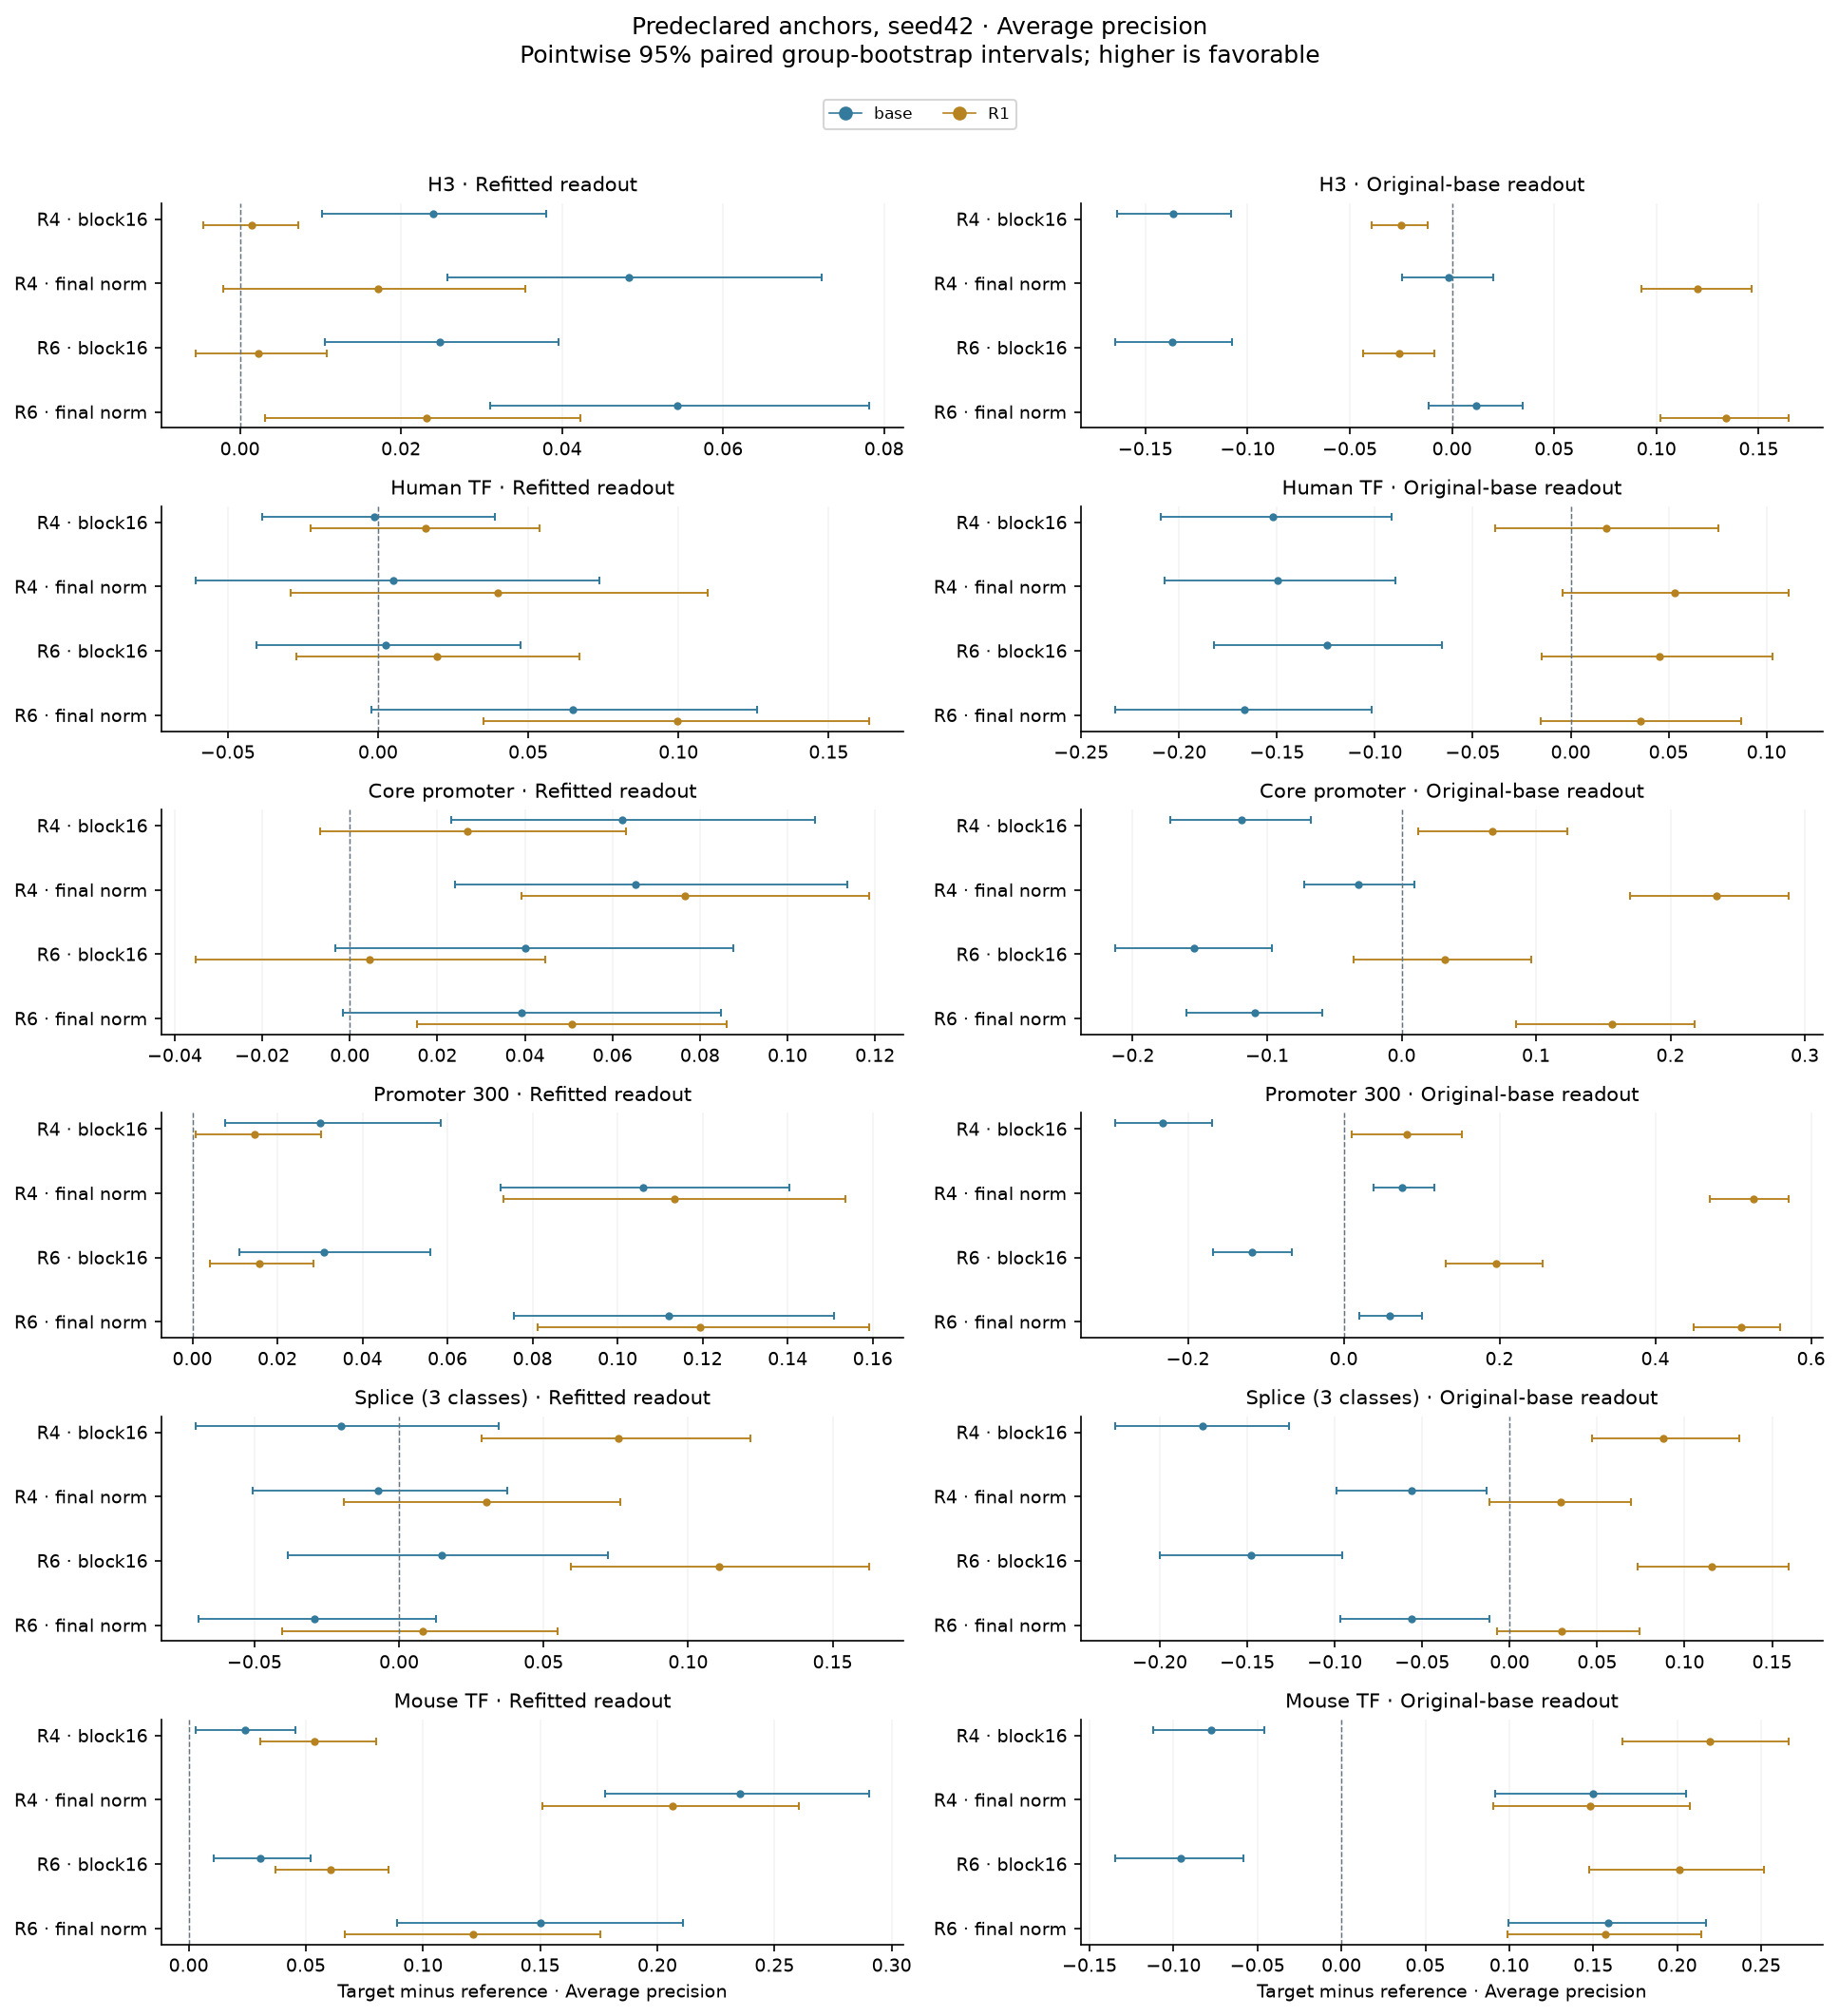 Predeclared anchors, seed42 · Average precision
Pointwise 95% paired group-bootstrap intervals; higher is favorable
base R1
H3 · Refitted readout
R4 · block16
R4 · final norm
R6 · block16
R6 · final norm
0.00 0.02 0.04 0.06 0.08
H3 · Original-base readout
R4 · block16
R4 · final norm
R6 · block16
R6 · final norm
−0.15 −0.10 −0.05 0.00 0.05 0.10 0.15
Human TF · Refitted readout
R4 · block16
R4 · final norm
R6 · block16
R6 · final norm
−0.05 0.00 0.05 0.10 0.15
Human TF · Original-base readout
R4 · block16
R4 · final norm
R6 · block16
R6 · final norm
−0.25 −0.20 −0.15 −0.10 −0.05 0.00 0.05 0.10
Core promoter · Refitted readout
R4 · block16
R4 · final norm
R6 · block16
R6 · final norm
−0.04 −0.02 0.00 0.02 0.04 0.06 0.08 0.10 0.12
Core promoter · Original-base readout
R4 · block16
R4 · final norm
R6 · block16
R6 · final norm
−0.2 −0.1 0.0 0.1 0.2 0.3
Promoter 300 · Refitted readout
R4 · block16
R4 · final norm
R6 · block16
R6 · final norm
0.00 0.02 0.04 0.06 0.08 0.10 0.12 0.14 0.16
Promoter 300 · Original-base readout
R4 · block16
R4 · final norm
R6 · block16
R6 · final norm
−0.2 0.0 0.2 0.4 0.6
Splice (3 classes) · Refitted readout
R4 · block16
R4 · final norm
R6 · block16
R6 · final norm
−0.05 0.00 0.05 0.10 0.15
Splice (3 classes) · Original-base readout
R4 · block16
R4 · final norm
R6 · block16
R6 · final norm
−0.20 −0.15 −0.10 −0.05 0.00 0.05 0.10 0.15
Mouse TF · Refitted readout
R4 · block16
R4 · final norm
R6 · block16
R6 · final norm
0.00 0.05 0.10 0.15 0.20 0.25 0.30
Target minus reference · Average precision
Mouse TF · Original-base readout
R4 · block16
R4 · final norm
R6 · block16
R6 · final norm
−0.15 −0.10 −0.05 0.00 0.05 0.10 0.15 0.20 0.25
Target minus reference · Average precision